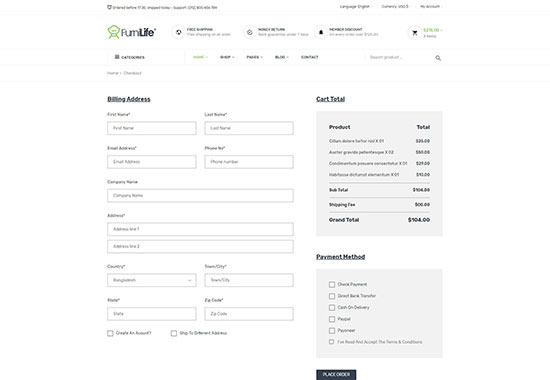 Ordered before 17:30, shipped today - Support: (012) 800 456 789
Language: English
Currency: USD $
My Account
FurniLife
FREE SHIPPING
Free shipping on all order
MONEY RETURN
Back guarantee under 7 days
MEMBER DISCOUNT
On every order over $120.00
$215.00
2 Items
CATEGORIES
HOME
SHOP
PAGES
BLOG
CONTACT
Search product ...
Home > Checkout
Billing Address
First Name*
Last Name*
First Name
Last Name
Email Address*
Phone No*
Email Address
Phone number
Company Name
Company Name
Address*
Address line 1
Address line 2
Country*
Town/City*
Bangladesh
Town/City
State*
Zip Code*
State
Zip Code
Create An Acount?
Ship To Different Address
Cart Total
Product Total
Cillum dolore tortor nisl X 01 $25.00
Auctor gravida pellentesque X 02 $50.00
Condimentum posuere consectetur X 01 $29.00
Habitasse dictumst elementum X 01 $10.00
Sub Total $104.00
Shipping Fee $00.00
Grand Total $104.00
Payment Method
Check Payment
Direct Bank Transfer
Cash On Delivery
Paypal
Payoneer
I've Read And Accept The Terms & Conditions
PLACE ORDER